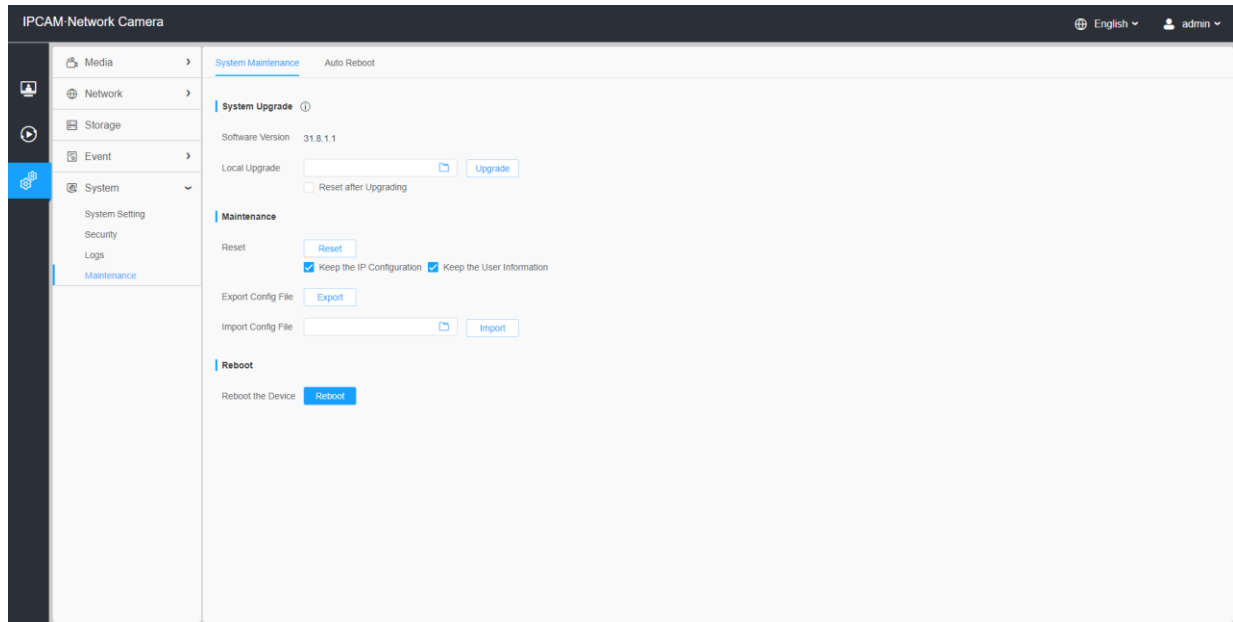 IPCAM-Network Camera
English
admin
Media
Network
Storage
Event
System
System Setting
Security
Logs
Maintenance
System Maintenance Auto Reboot
System Upgrade
Software Version 31.8.1.1
Local Upgrade Upgrade
Reset after Upgrading
Maintenance
Reset Reset
Keep the IP Configuration Keep the User Information
Export Config File Export
Import Config File Import
Reboot
Reboot the Device Reboot